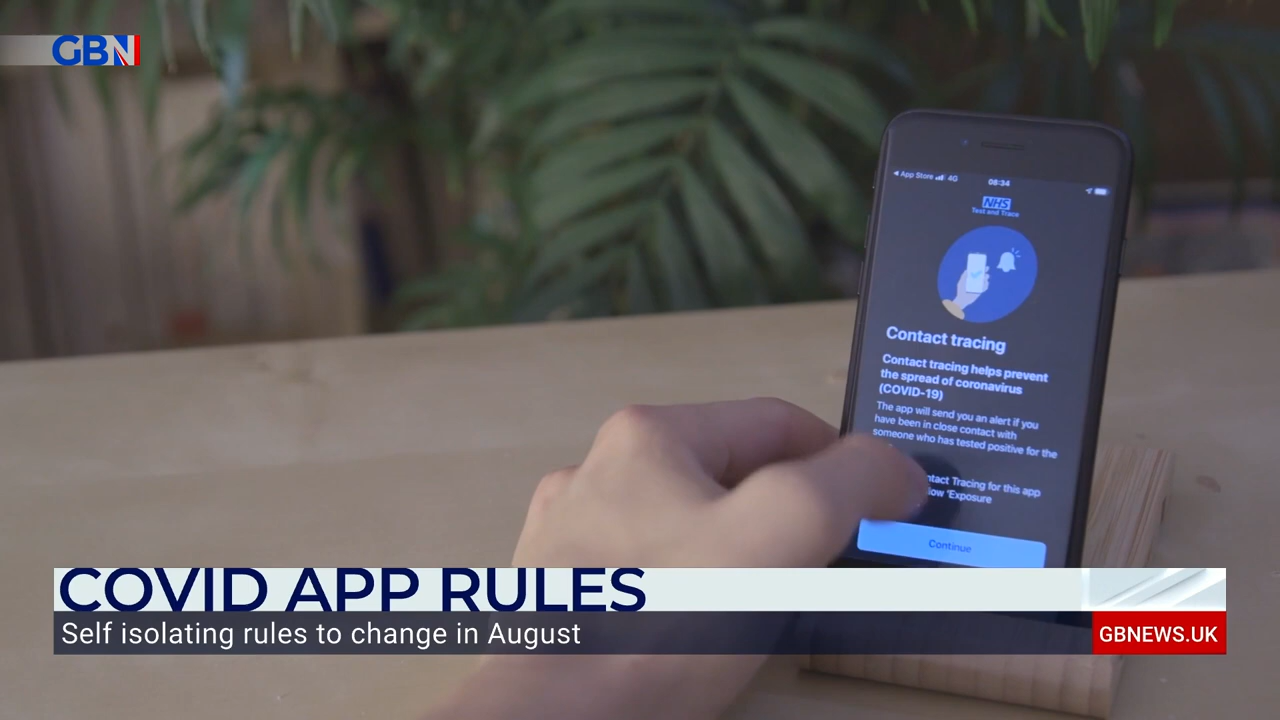 GBN
App Store 4G
08:34
NHS
Test and Trace
Contact tracing
Contact tracing helps prevent
the spread of coronavirus
(COVID-19)
The app will send you an alert if you
have been in close contact with
someone who has tested positive for the
Tracing for this app
'Exposure
Continue
COVID APP RULES
Self isolating rules to change in August
GBNEWS.UK